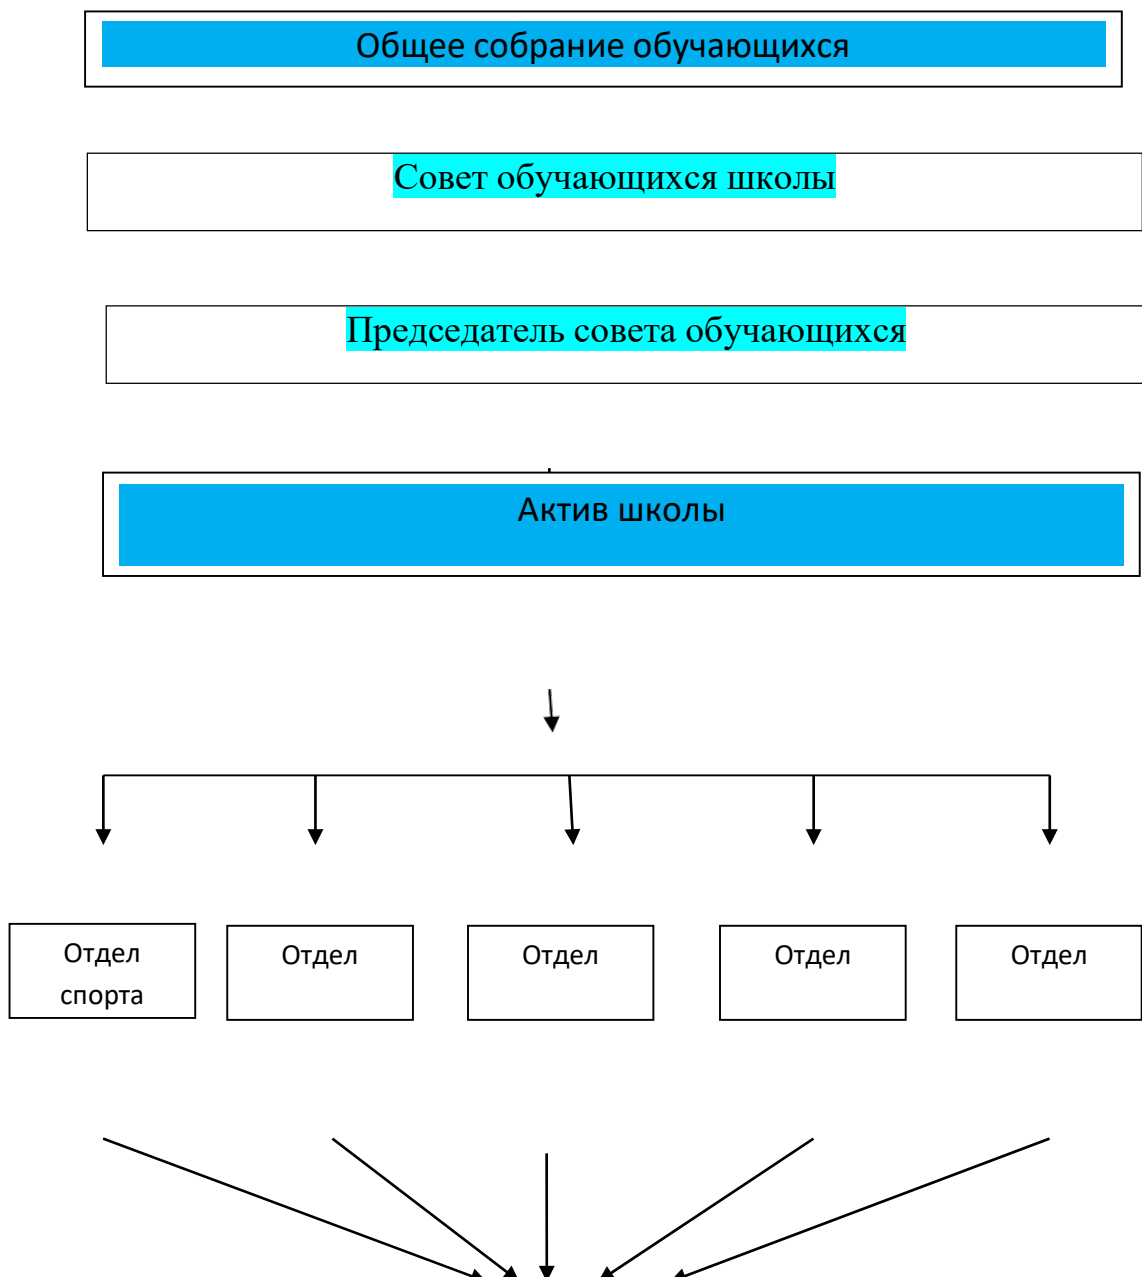 Общее собрание обучающихся
Совет обучающихся школы
Председатель совета обучающихся
Актив школы
Отдел
спорта
Отдел
Отдел
Отдел
Отдел